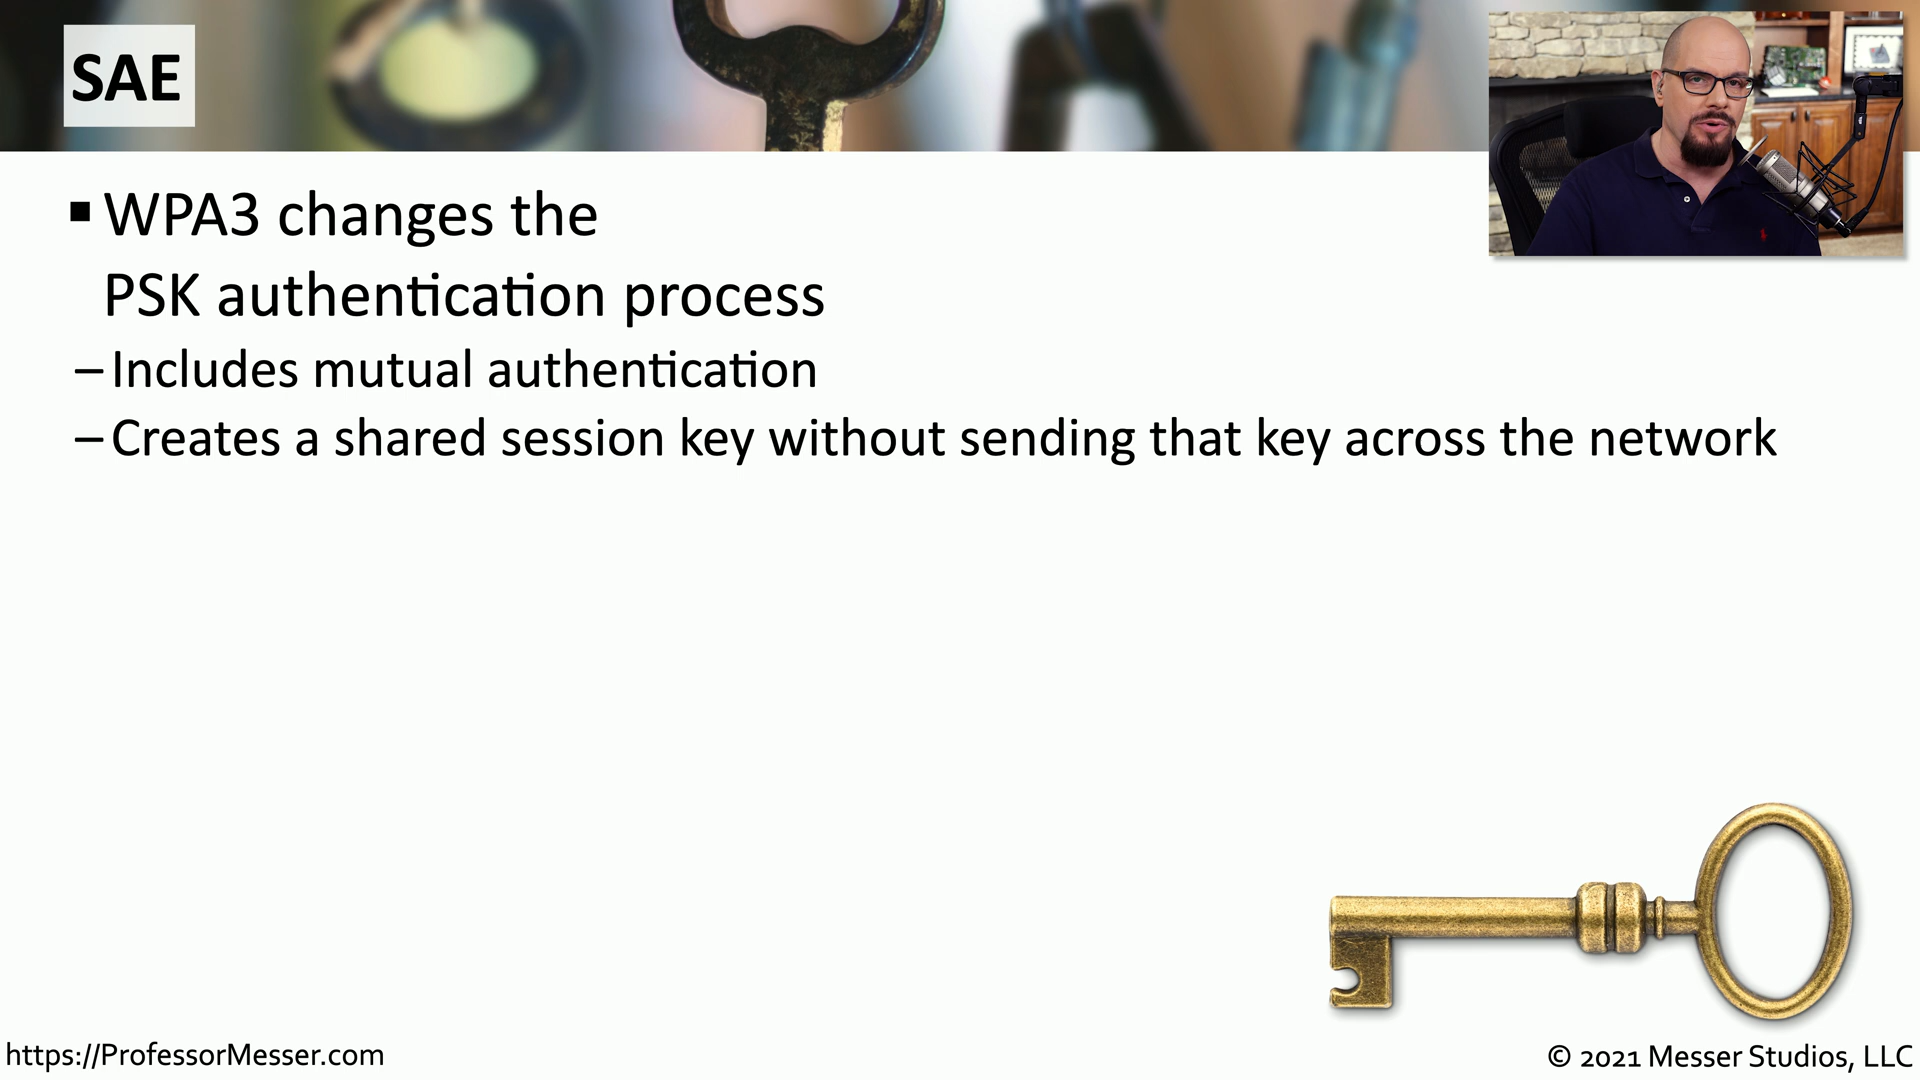 SAE
▪ WPA3 changes the
PSK authentication process
– Includes mutual authentication
– Creates a shared session key without sending that key across the network
https://ProfessorMesser.com
© 2021 Messer Studios, LLC